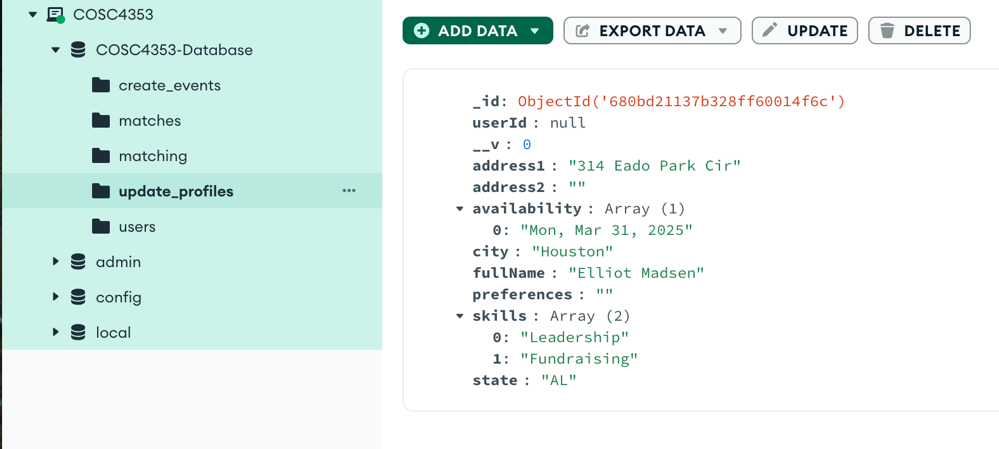 COSC4353
COSC4353-Database
create_events
matches
matching
update_profiles ...
users
admin
config
local
ADD DATA
EXPORT DATA
UPDATE
DELETE
_id: ObjectId('680bd21137b328ff60014f6c')
userId : null
__v : 0
address1 : "314 Eado Park Cir"
address2 : ""
availability : Array (1)
0: "Mon, Mar 31, 2025"
city : "Houston"
fullName : "Elliot Madsen"
preferences : ""
skills : Array (2)
0: "Leadership"
1: "Fundraising"
state : "AL"